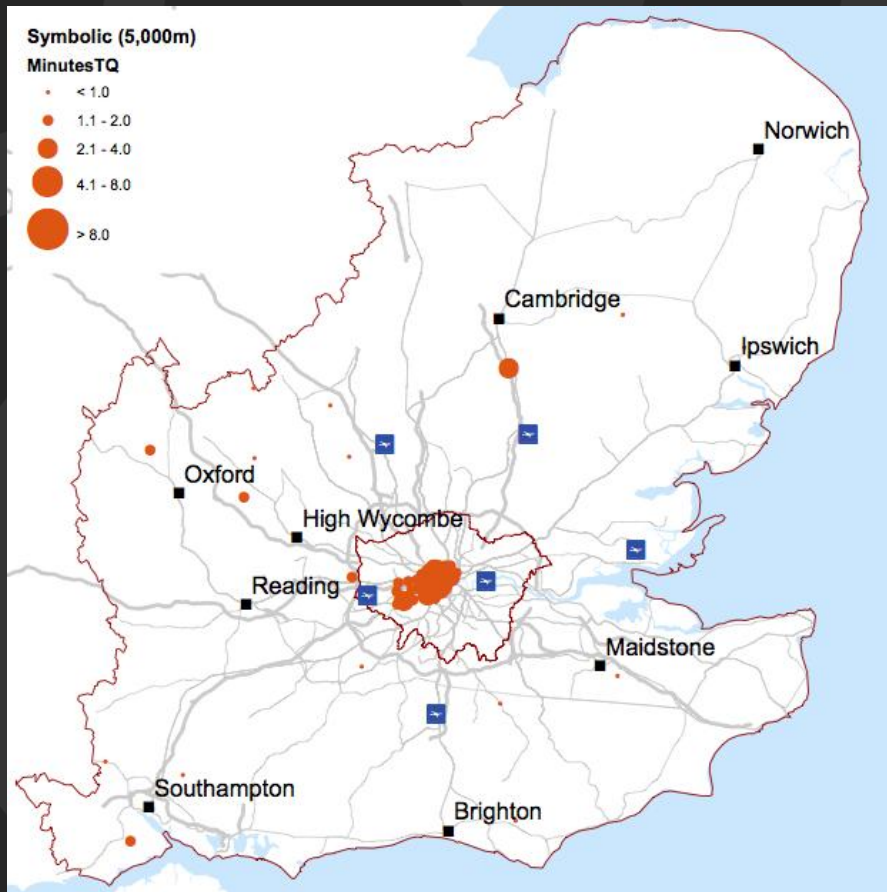 Symbolic (5,000m)
MinutesTQ
< 1.0
1.1 - 2.0
2.1 - 4.0
4.1 - 8.0
> 8.0
Norwich
Cambridge
Ipswich
Oxford
High Wycombe
Reading
Maidstone
Southampton
Brighton